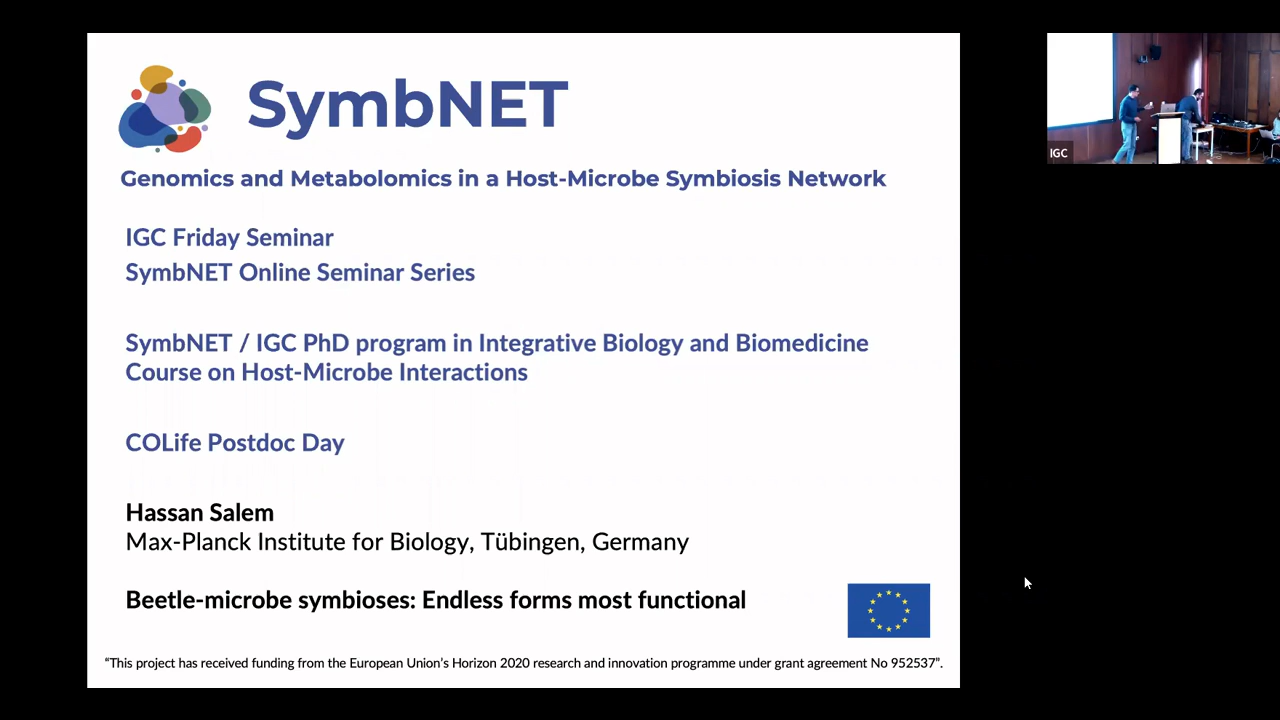 SymbNET
Genomics and Metabolomics in a Host-Microbe Symbiosis Network
IGC Friday Seminar
SymbNET Online Seminar Series
SymbNET / IGC PhD program in Integrative Biology and Biomedicine
Course on Host-Microbe Interactions
COLife Postdoc Day
Hassan Salem
Max-Planck Institute for Biology, Tübingen, Germany
Beetle-microbe symbioses: Endless forms most functional
“This project has received funding from the European Union’s Horizon 2020 research and innovation programme under grant agreement No 952537”.
IGC